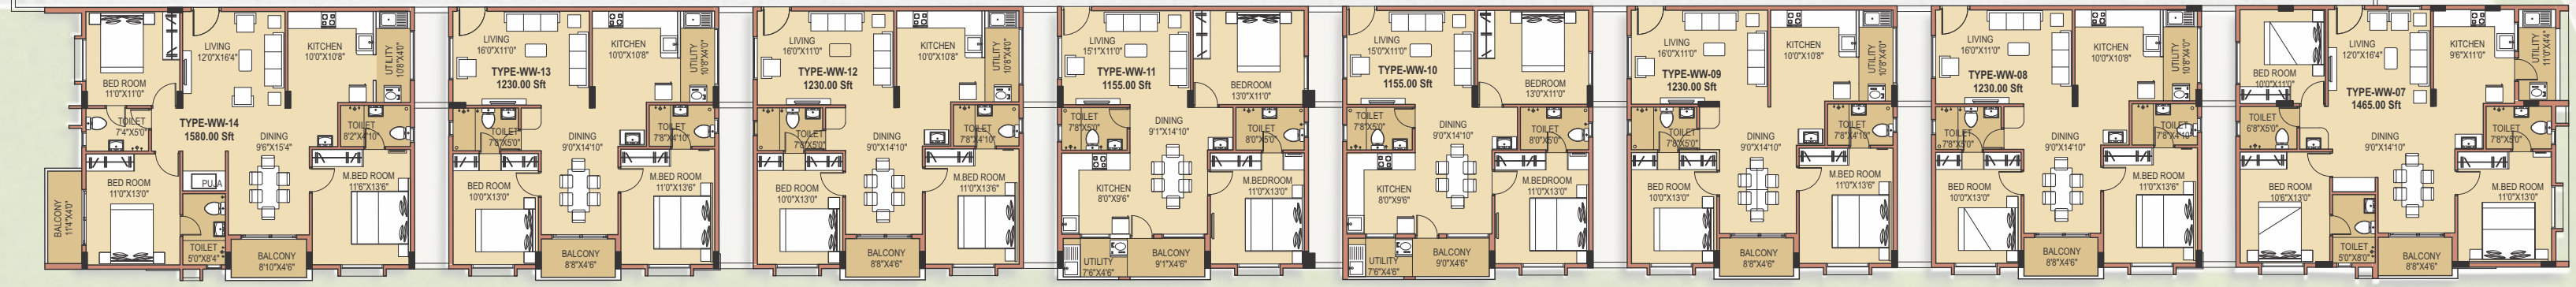 BED ROOM
11'0"X11'0"
LIVING
12'0"X16'4"
KITCHEN
10'0"X10'8"
UTILITY
10'8"X4'0"
TOILET
7'4"X5'0"
TYPE-WW-14
1580.00 Sft
DINING
9'6"X15'4"
TOILET
8'2"X4'10"
BALCONY
11'4"X4'0"
BED ROOM
11'0"X13'0"
PUJA
M.BED ROOM
11'6"X13'6"
TOILET
5'0"X8'4"
BALCONY
8'10"X4'6"
LIVING
16'0"X11'0"
KITCHEN
10'0"X10'8"
UTILITY
10'8"X4'0"
TYPE-WW-13
1230.00 Sft
TOILET
7'8"X5'0"
DINING
9'0"X14'10"
TOILET
7'8"X4'10"
BED ROOM
10'0"X13'0"
M.BED ROOM
11'0"X13'6"
BALCONY
8'8"X4'6"
LIVING
16'0"X11'0"
KITCHEN
10'0"X10'8"
UTILITY
10'8"X4'0"
TYPE-WW-12
1230.00 Sft
TOILET
7'8"X5'0"
DINING
9'0"X14'10"
TOILET
7'8"X4'10"
BED ROOM
10'0"X13'0"
M.BED ROOM
11'0"X13'6"
BALCONY
8'8"X4'6"
LIVING
15'1"X11'0"
TYPE-WW-11
1155.00 Sft
BEDROOM
13'0"X11'0"
TOILET
7'8"X5'0"
DINING
9'1"X14'10"
TOILET
8'0"X5'0"
KITCHEN
8'0"X9'6"
M.BEDROOM
11'0"X13'0"
UTILITY
7'6"X4'6"
BALCONY
9'1"X4'6"
LIVING
15'0"X11'0"
TYPE-WW-10
1155.00 Sft
BEDROOM
13'0"X11'0"
TOILET
7'8"X5'0"
DINING
9'0"X14'10"
TOILET
8'0"X5'0"
KITCHEN
8'0"X9'6"
M.BEDROOM
11'0"X13'0"
UTILITY
7'6"X4'6"
BALCONY
9'0"X4'6"
LIVING
16'0"X11'0"
KITCHEN
10'0"X10'8"
UTILITY
10'8"X4'0"
TYPE-WW-09
1230.00 Sft
TOILET
7'8"X5'0"
DINING
9'0"X14'10"
TOILET
7'8"X4'10"
BED ROOM
10'0"X13'0"
M.BED ROOM
11'0"X13'6"
BALCONY
8'8"X4'6"
LIVING
16'0"X11'0"
KITCHEN
10'0"X10'8"
UTILITY
10'8"X4'0"
TYPE-WW-08
1230.00 Sft
TOILET
7'8"X5'0"
DINING
9'0"X14'10"
TOILET
7'8"X4'10"
BED ROOM
10'0"X13'0"
M.BED ROOM
11'0"X13'6"
BALCONY
8'8"X4'6"
BED ROOM
10'0"X11'0"
LIVING
12'0"X16'4"
KITCHEN
9'6"X11'0"
UTILITY
11'0"X4'4"
TYPE-WW-07
1465.00 Sft
TOILET
6'8"X5'0"
DINING
9'0"X14'10"
TOILET
7'8"X5'0"
BED ROOM
10'6"X13'0"
M.BED ROOM
11'0"X13'0"
TOILET
5'0"X8'0"
BALCONY
8'8"X4'6"